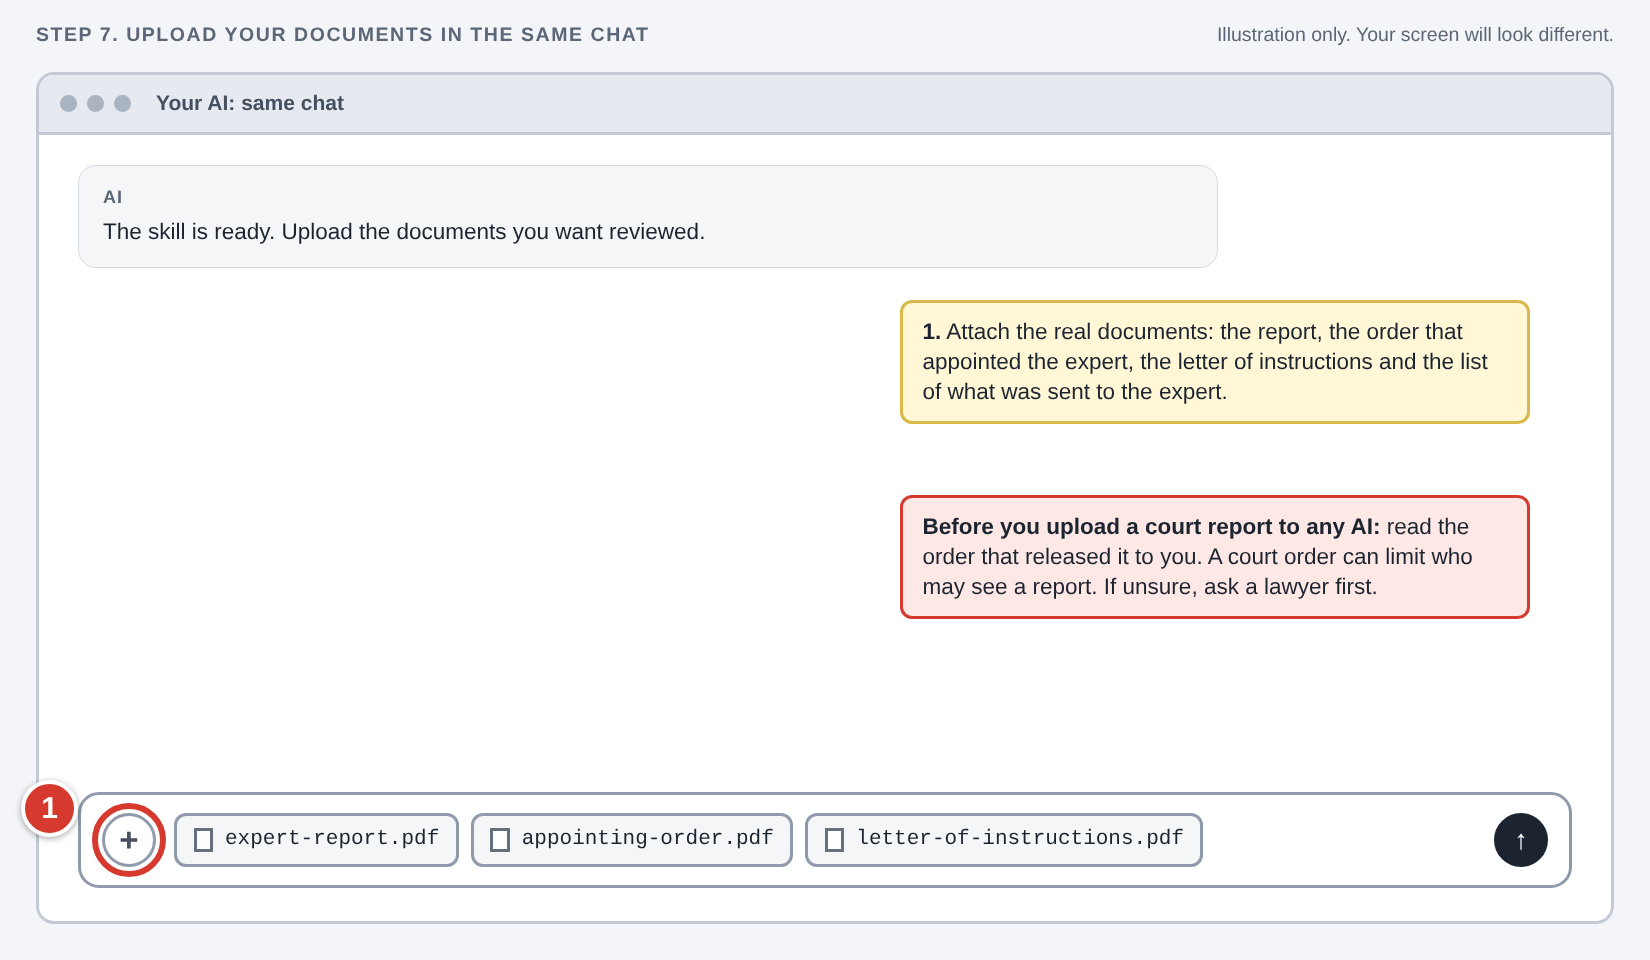 STEP 7. UPLOAD YOUR DOCUMENTS IN THE SAME CHAT
Illustration only. Your screen will look different.
Your AI: same chat
AI
The skill is ready. Upload the documents you want reviewed.
1. Attach the real documents: the report, the order that
appointed the expert, the letter of instructions and the list
of what was sent to the expert.
Before you upload a court report to any AI: read the
order that released it to you. A court order can limit who
may see a report. If unsure, ask a lawyer first.
1
+
expert-report.pdf
appointing-order.pdf
letter-of-instructions.pdf
↑